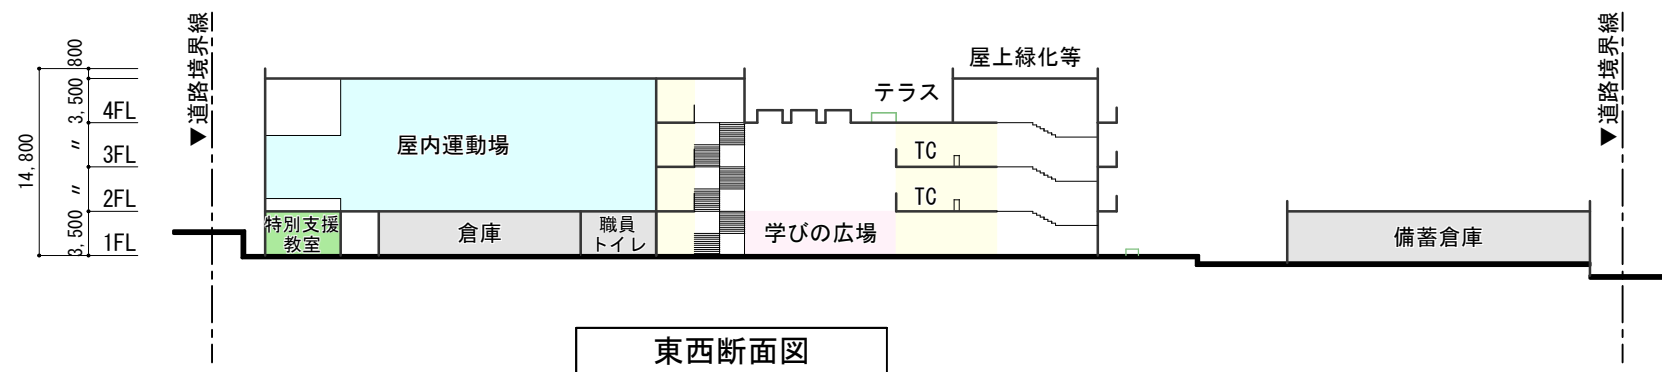 ▼道路境界線
800
3,500
〃
〃
3,500
14,800
4FL
3FL
2FL
1FL
屋内運動場
特別支援
教室
倉庫
職員
トイレ
学びの広場
テラス
屋上緑化等
TC
TC
備蓄倉庫
▼道路境界線
東西断面図